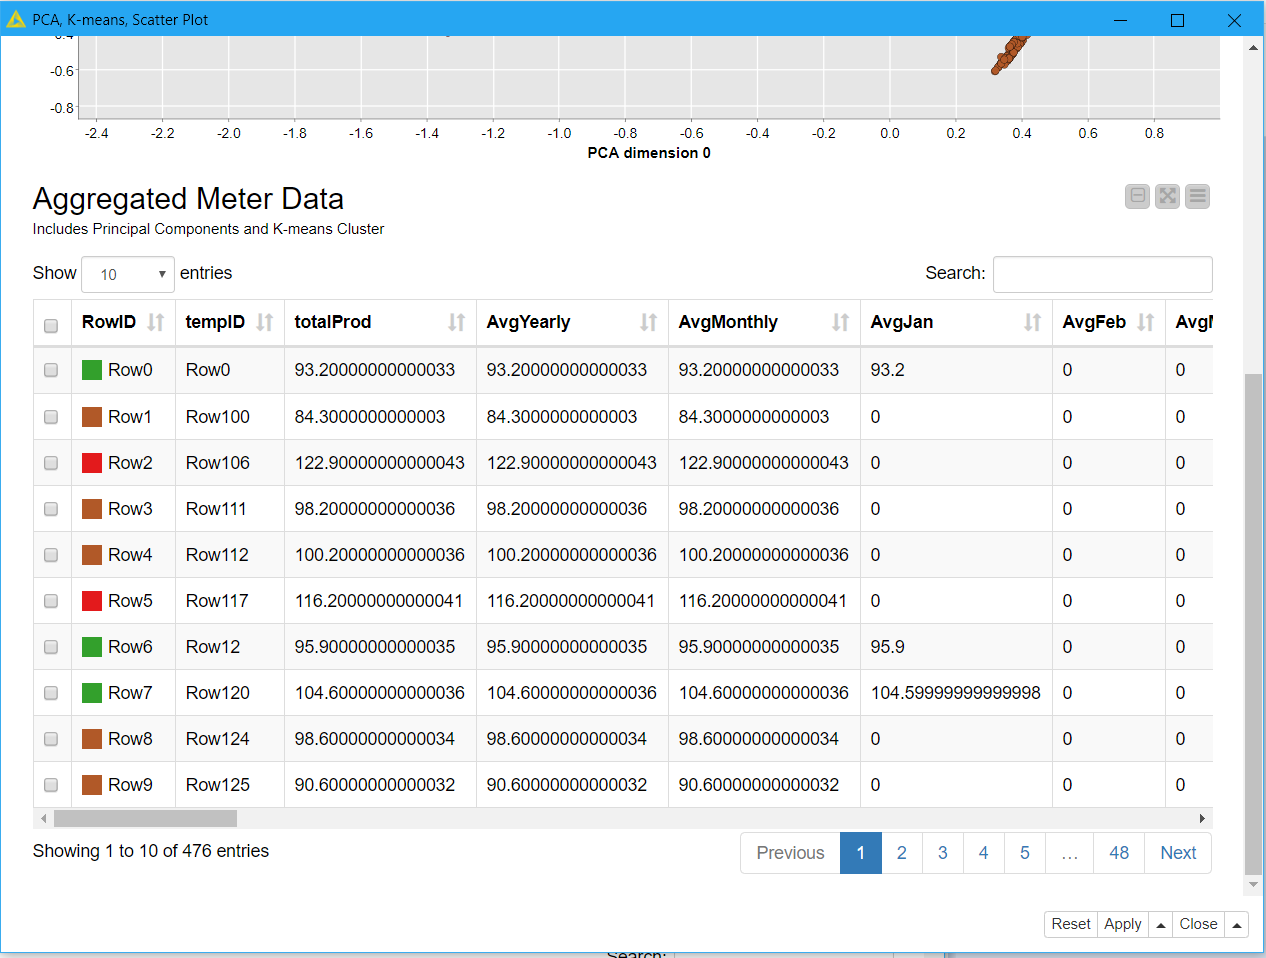 PCA, K-means, Scatter Plot
-0.4
-0.6
-0.8
-2.4 -2.2 -2.0 -1.8 -1.6 -1.4 -1.2 -1.0 -0.8 -0.6 -0.4 -0.2 0.0 0.2 0.4 0.6 0.8
PCA dimension 0
Aggregated Meter Data
Includes Principal Components and K-means Cluster
Show 10 entries Search:
RowID tempID totalProd AvgYearly AvgMonthly AvgJan AvgFeb
Row0 Row0 93.20000000000033 93.20000000000033 93.20000000000033 93.2 0 0
Row1 Row100 84.3000000000003 84.3000000000003 84.3000000000003 0 0 0
Row2 Row106 122.90000000000043 122.90000000000043 122.90000000000043 0 0 0
Row3 Row111 98.20000000000036 98.20000000000036 98.20000000000036 0 0 0
Row4 Row112 100.20000000000036 100.20000000000036 100.20000000000036 0 0 0
Row5 Row117 116.20000000000041 116.20000000000041 116.20000000000041 0 0 0
Row6 Row12 95.90000000000035 95.90000000000035 95.90000000000035 95.9 0 0
Row7 Row120 104.60000000000036 104.60000000000036 104.60000000000036 104.59999999999998 0 0
Row8 Row124 98.60000000000034 98.60000000000034 98.60000000000034 0 0 0
Row9 Row125 90.60000000000032 90.60000000000032 90.60000000000032 0 0 0
Showing 1 to 10 of 476 entries Previous 1 2 3 4 5 … 48 Next
Reset Apply Close
Search: